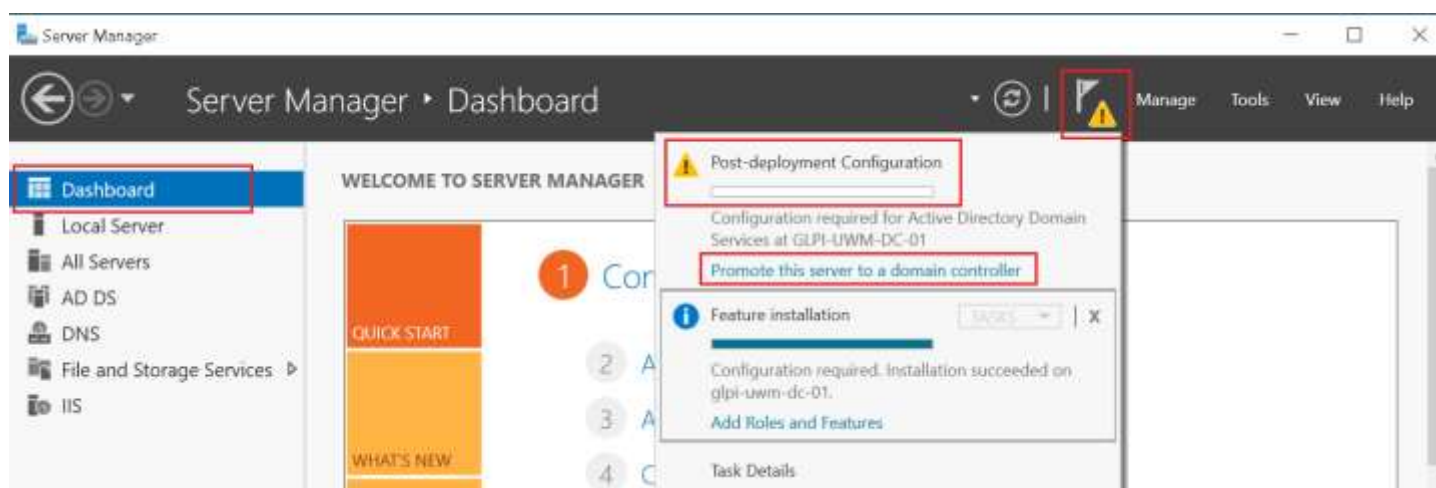 Server Manager
Server Manager • Dashboard
Manage Tools View Help
Dashboard
Local Server
All Servers
AD DS
DNS
File and Storage Services
IIS
WELCOME TO SERVER MANAGER
QUICK START
WHAT'S NEW
1 Cor
2 A
3 A
4 C
Post-deployment Configuration
Configuration required for Active Directory Domain
Services at GLPI-UWM-DC-01
Promote this server to a domain controller
Feature installation
TASKS
X
Configuration required. Installation succeeded on
glpi-uwm-dc-01.
Add Roles and Features
Task Details